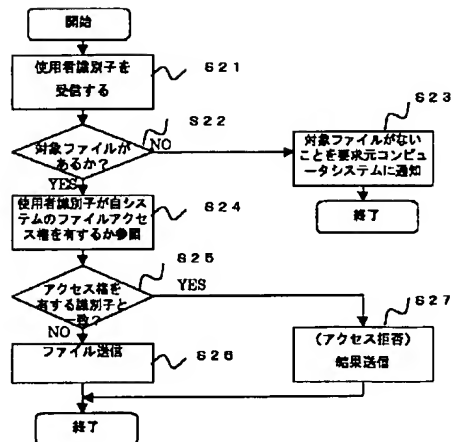 開始
使用者識別子を
受信する
S21
対象ファイルが
あるか?
S22
NO
YES
対象ファイルがない
ことを要求元コンピュ
ータシステムに通知
S23
終了
使用者識別子が自シス
テムのファイルアクセ
ス権を有するか参照
S24
アクセス権を
有する識別子と
一致?
S25
YES
NO
ファイル送信
S26
(アクセス拒否)
結果送信
S27
終了